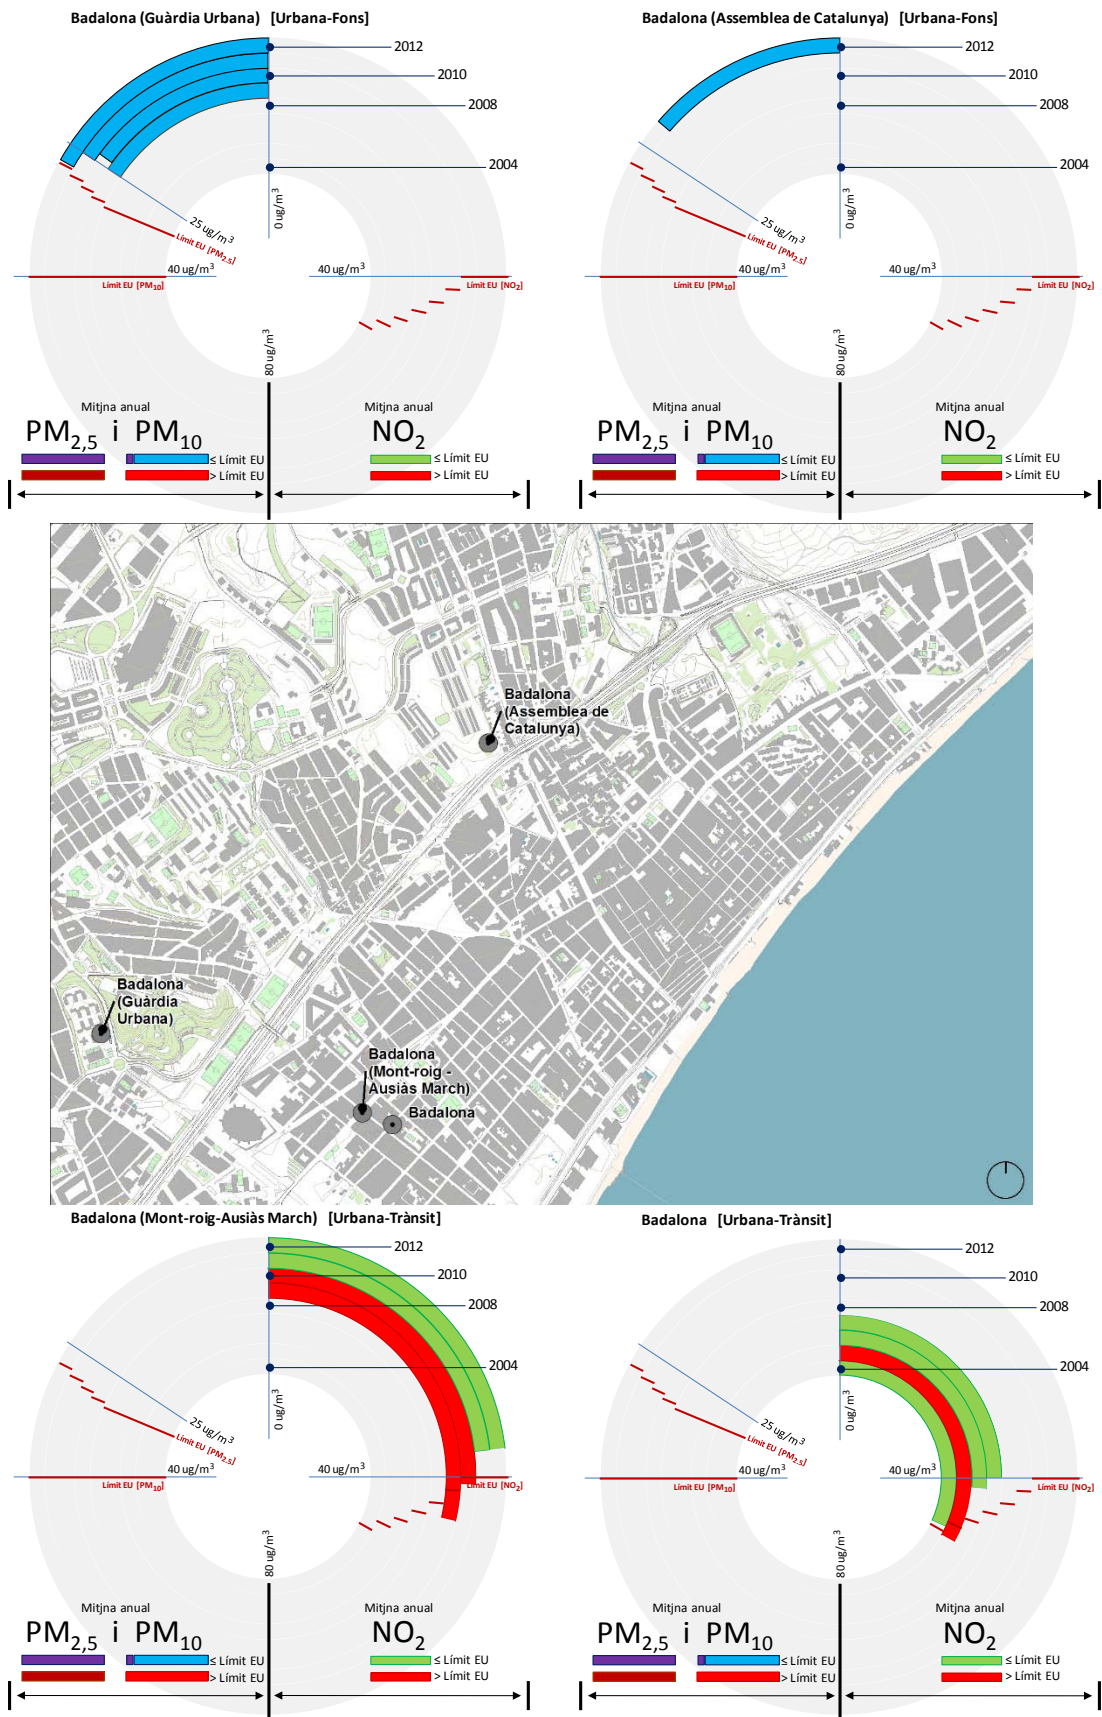 Badalona (Guàrdia Urbana) [Urbana-Fons]
2012
2010
2008
2004
0 ug/m³
25 ug/m³
Límit EU [PM₂.₅]
40 ug/m³
Límit EU [PM₁₀]
40 ug/m³
Límit EU [NO₂]
80 ug/m³
Mitjna anual
PM₂,₅ i PM₁₀
≤ Límit EU
> Límit EU
Mitjna anual
NO₂
≤ Límit EU
> Límit EU
Badalona (Assemblea de Catalunya) [Urbana-Fons]
2012
2010
2008
2004
0 ug/m³
25 ug/m³
Límit EU [PM₂.₅]
40 ug/m³
Límit EU [PM₁₀]
40 ug/m³
Límit EU [NO₂]
80 ug/m³
Mitjna anual
PM₂,₅ i PM₁₀
≤ Límit EU
> Límit EU
Mitjna anual
NO₂
≤ Límit EU
> Límit EU
Badalona
(Assemblea de
Catalunya)
Badalona
(Guàrdia
Urbana)
Badalona
(Mont-roig -
Ausiàs March)
Badalona
Badalona (Mont-roig-Ausiàs March) [Urbana-Trànsit]
2012
2010
2008
2004
0 ug/m³
25 ug/m³
Límit EU [PM₂.₅]
40 ug/m³
Límit EU [PM₁₀]
40 ug/m³
Límit EU [NO₂]
80 ug/m³
Mitjna anual
PM₂,₅ i PM₁₀
≤ Límit EU
> Límit EU
Mitjna anual
NO₂
≤ Límit EU
> Límit EU
Badalona [Urbana-Trànsit]
2012
2010
2008
2004
0 ug/m³
25 ug/m³
Límit EU [PM₂.₅]
40 ug/m³
Límit EU [PM₁₀]
40 ug/m³
Límit EU [NO₂]
80 ug/m³
Mitjna anual
PM₂,₅ i PM₁₀
≤ Límit EU
> Límit EU
Mitjna anual
NO₂
≤ Límit EU
> Límit EU